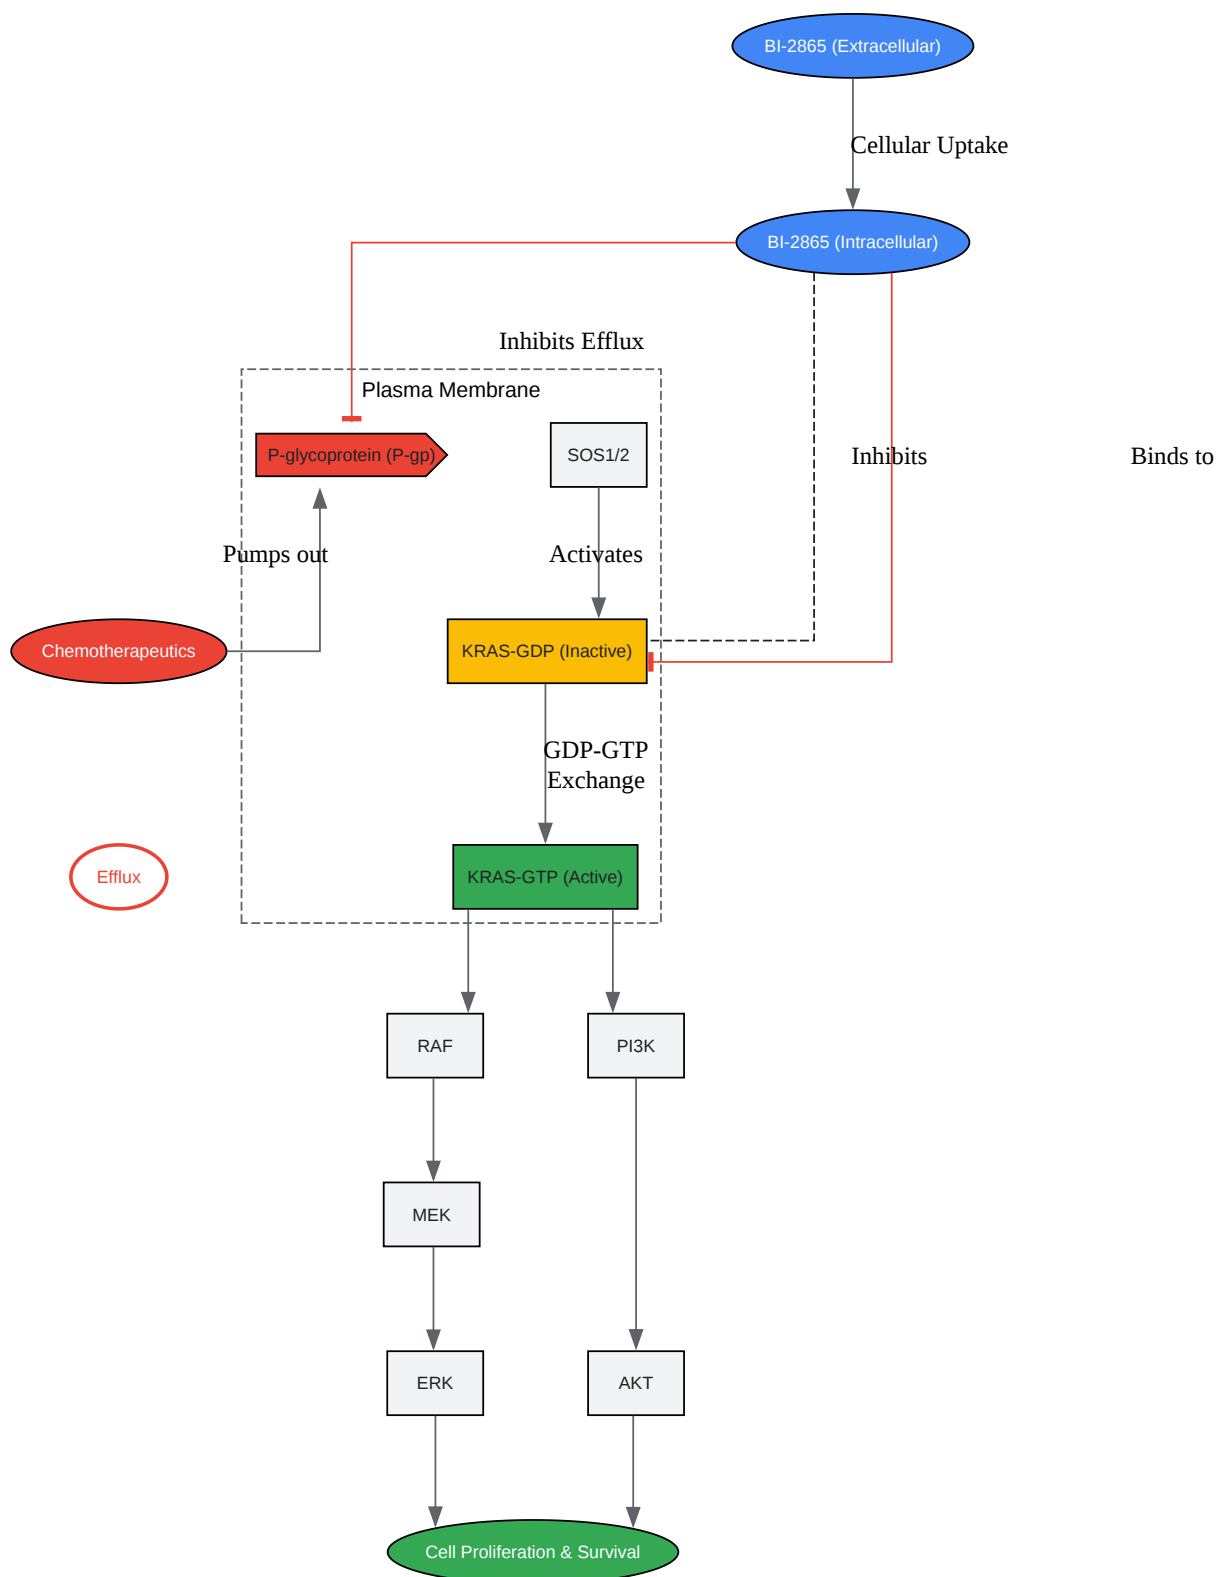 BI-2865 (Extracellular)
Cellular Uptake
BI-2865 (Intracellular)
Inhibits Efflux
Plasma Membrane
P-glycoprotein (P-gp)
SOS1/2
Inhibits
Binds to
Pumps out
Activates
Chemotherapeutics
KRAS-GDP (Inactive)
GDP-GTP
Exchange
Efflux
KRAS-GTP (Active)
RAF
PI3K
MEK
ERK
AKT
Cell Proliferation & Survival